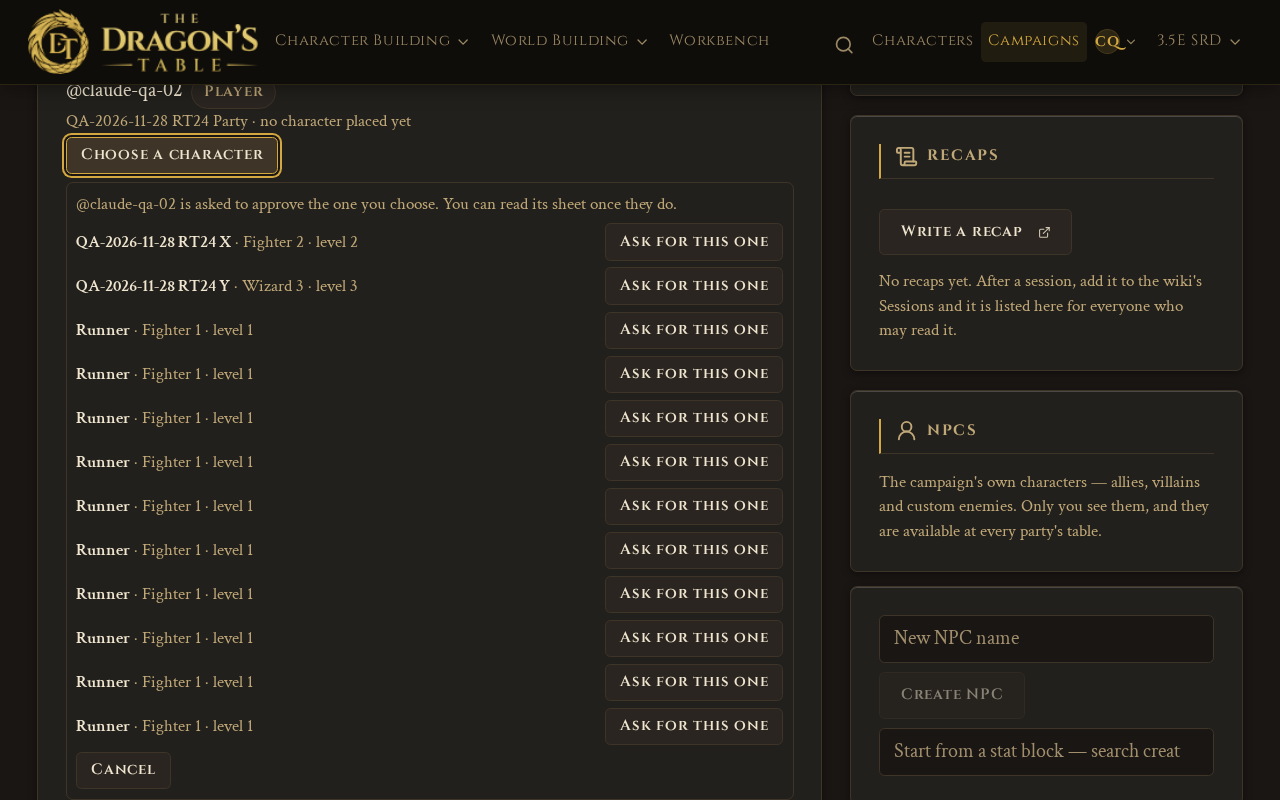 THE
DRAGON'S
TABLE
DT
Character Building
World Building
Workbench
Characters
Campaigns
CQ
3.5E SRD
@claude-qa-02 Player
QA-2026-11-28 RT24 Party · no character placed yet
Choose a character
@claude-qa-02 is asked to approve the one you choose. You can read its sheet once they do.
QA-2026-11-28 RT24 X · Fighter 2 · level 2 Ask for this one
QA-2026-11-28 RT24 Y · Wizard 3 · level 3 Ask for this one
Runner · Fighter 1 · level 1 Ask for this one
Runner · Fighter 1 · level 1 Ask for this one
Runner · Fighter 1 · level 1 Ask for this one
Runner · Fighter 1 · level 1 Ask for this one
Runner · Fighter 1 · level 1 Ask for this one
Runner · Fighter 1 · level 1 Ask for this one
Runner · Fighter 1 · level 1 Ask for this one
Runner · Fighter 1 · level 1 Ask for this one
Runner · Fighter 1 · level 1 Ask for this one
Runner · Fighter 1 · level 1 Ask for this one
Cancel
Recaps
Write a recap
No recaps yet. After a session, add it to the wiki's
Sessions and it is listed here for everyone who
may read it.
NPCs
The campaign's own characters — allies, villains
and custom enemies. Only you see them, and they
are available at every party's table.
New NPC name
Create NPC
Start from a stat block — search creat